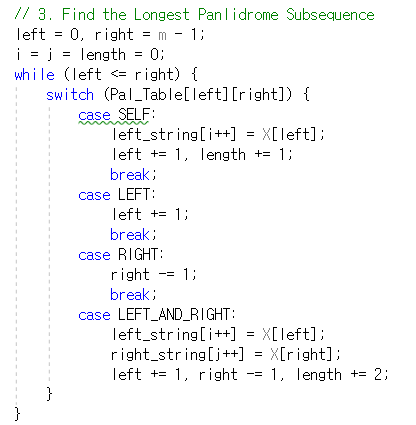 // 3. Find the Longest Panlidrome Subsequence
left = 0, right = m - 1;
i = j = length = 0;
while (left <= right) {
    switch (Pal_Table[left][right]) {
        case SELF:
            left_string[i++] = X[left];
            left += 1, length += 1;
            break;
        case LEFT:
            left += 1;
            break;
        case RIGHT:
            right -= 1;
            break;
        case LEFT_AND_RIGHT:
            left_string[i++] = X[left];
            right_string[j++] = X[right];
            left += 1, right -= 1, length += 2;
    }
}